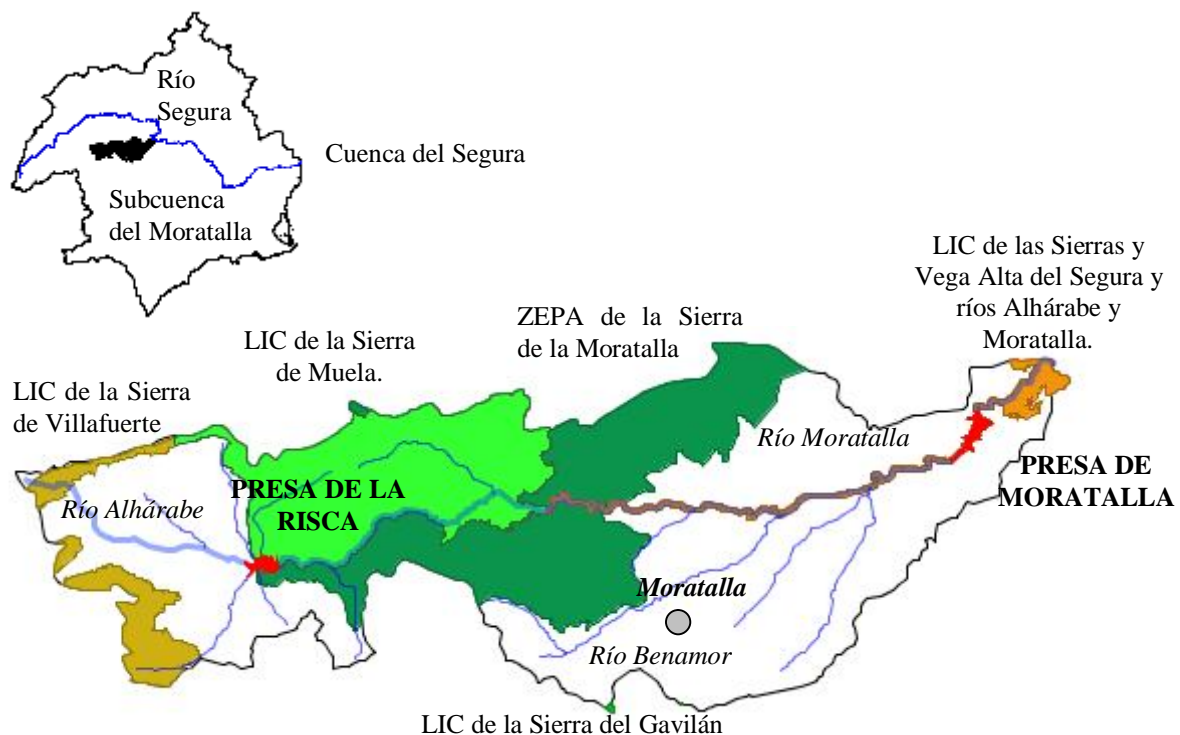 Río
Segura
Cuenca del Segura
Subcuenca
del Moratalla
LIC de las Sierras y
Vega Alta del Segura y
ríos Alhárabe y
Moratalla.
ZEPA de la Sierra
de la Moratalla
LIC de la Sierra
de Muela.
LIC de la Sierra
de Villafuerte
Río Moratalla
PRESA DE
MORATALLA
PRESA DE LA
RISCA
Río Alhárabe
Moratalla
Río Benamor
LIC de la Sierra del Gavilán